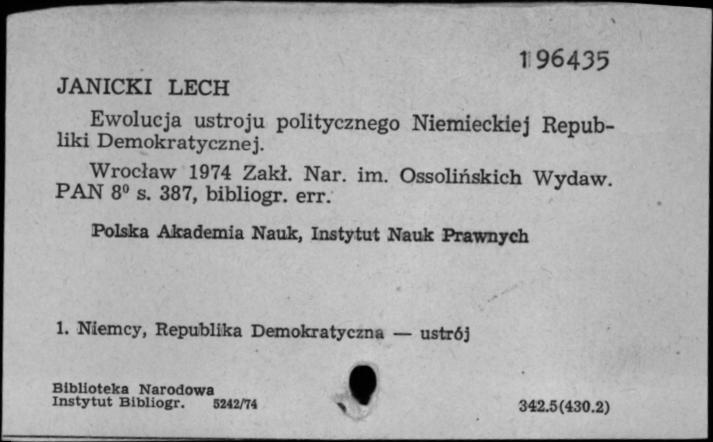 196435
JANICKI LECH
Ewolucja ustroju politycznego Niemieckiej Repub-
liki Demokratycznej.
Wrocław 1974 Zakł. Nar. im. Ossolińskich Wydaw.
PAN 8⁰ s. 387, bibliogr. err.
Polska Akademia Nauk, Instytut Nauk Prawnych
1. Niemcy, Republika Demokratyczna — ustrój
Biblioteka Narodowa
Instytut Bibliogr. 5242/74
342.5(430.2)